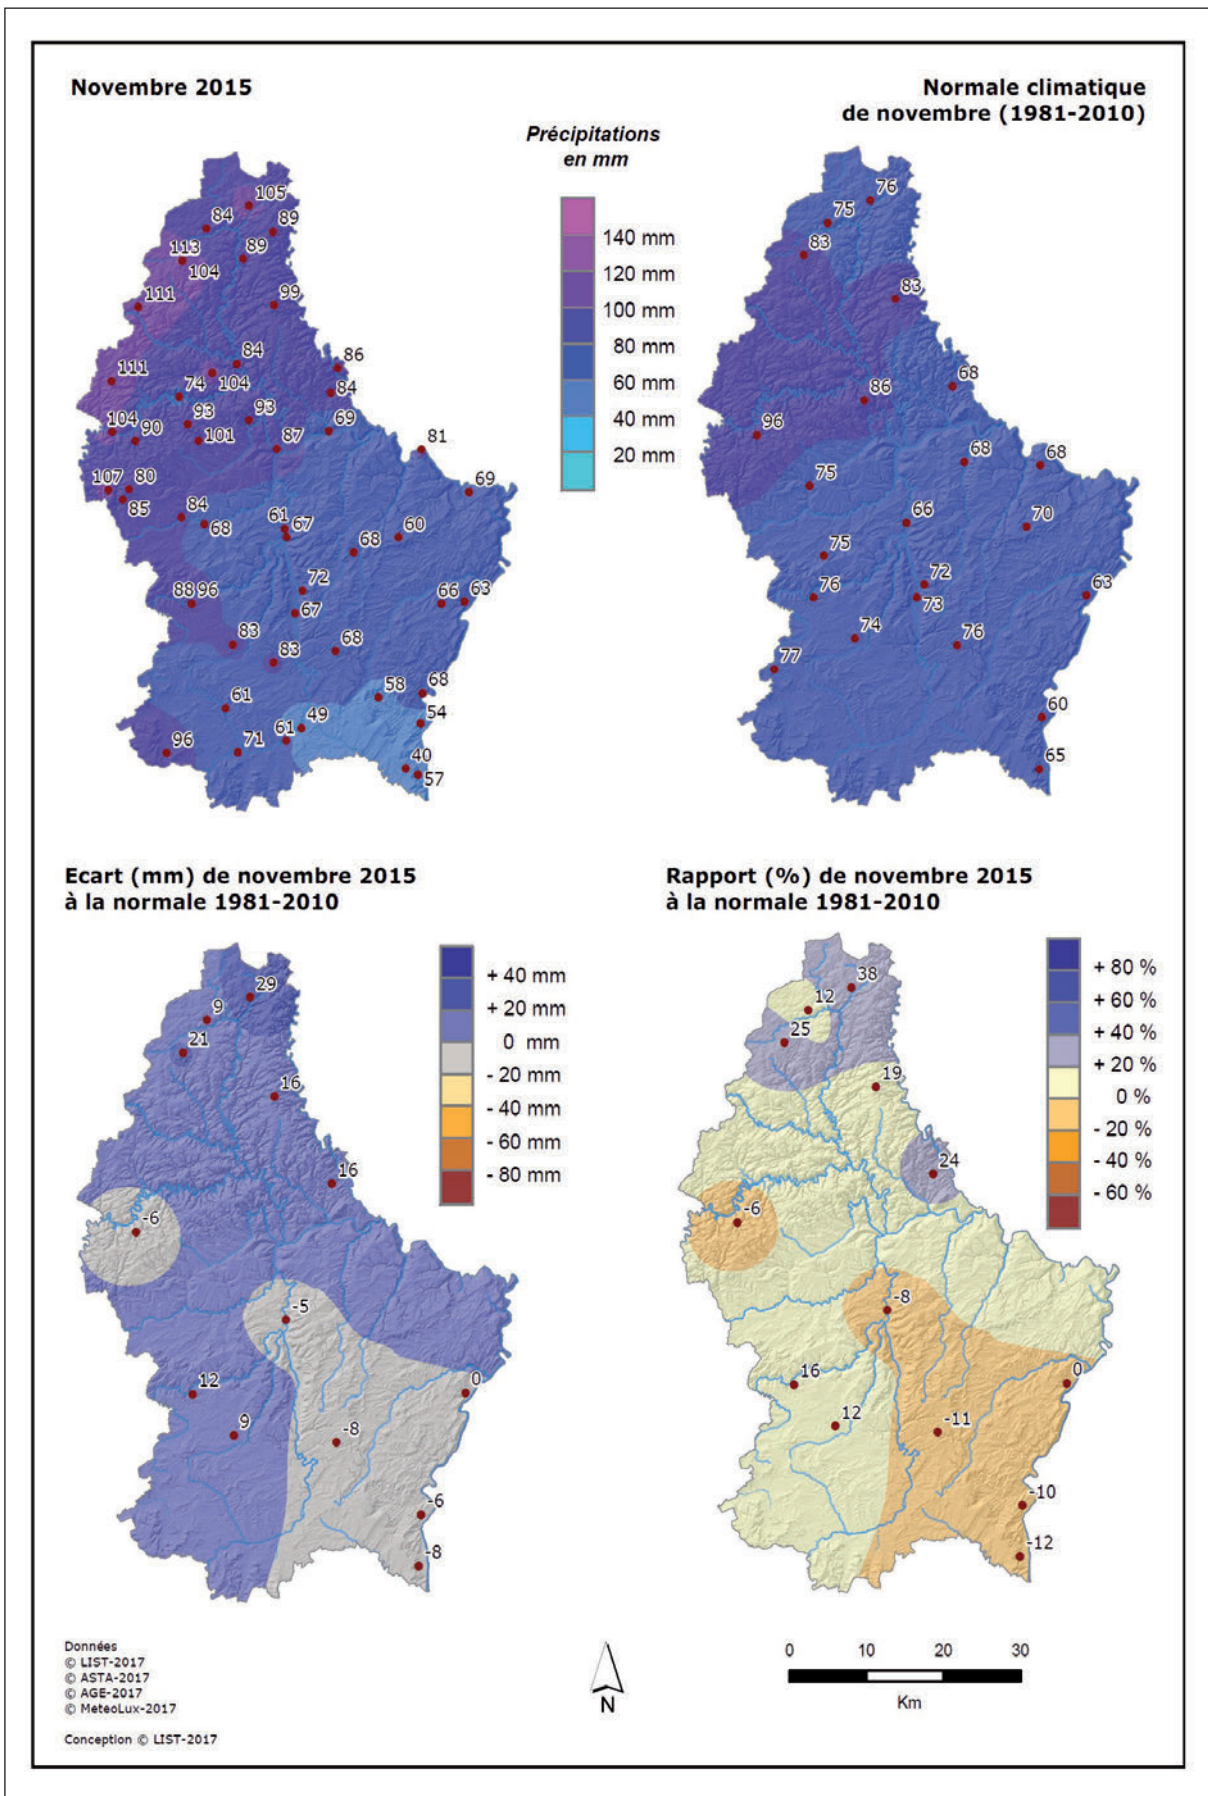 Novembre 2015
Normale climatique
de novembre (1981-2010)
Précipitations
en mm
140 mm
120 mm
100 mm
80 mm
60 mm
40 mm
20 mm
105
84
89
113
104
89
111
99
84
86
111
74
104
84
104
93
93
69
90
101
87
81
107
80
69
85
84
68
61
67
60
68
72
88
96
66
63
67
83
68
83
58
68
61
49
54
61
96
71
40
57
76
75
83
83
68
86
96
68
68
75
66
70
75
72
76
73
63
74
76
77
60
65
Ecart (mm) de novembre 2015
à la normale 1981-2010
+ 40 mm
+ 20 mm
0 mm
- 20 mm
- 40 mm
- 60 mm
- 80 mm
29
9
21
16
16
-6
-5
12
0
9
-8
-6
-8
Rapport (%) de novembre 2015
à la normale 1981-2010
+ 80 %
+ 60 %
+ 40 %
+ 20 %
0 %
- 20 %
- 40 %
- 60 %
38
12
25
19
24
-6
-8
16
0
12
-11
-10
-12
Données
© LIST-2017
© ASTA-2017
© AGE-2017
© MeteoLux-2017
Conception © LIST-2017
N
0 10 20 30
Km